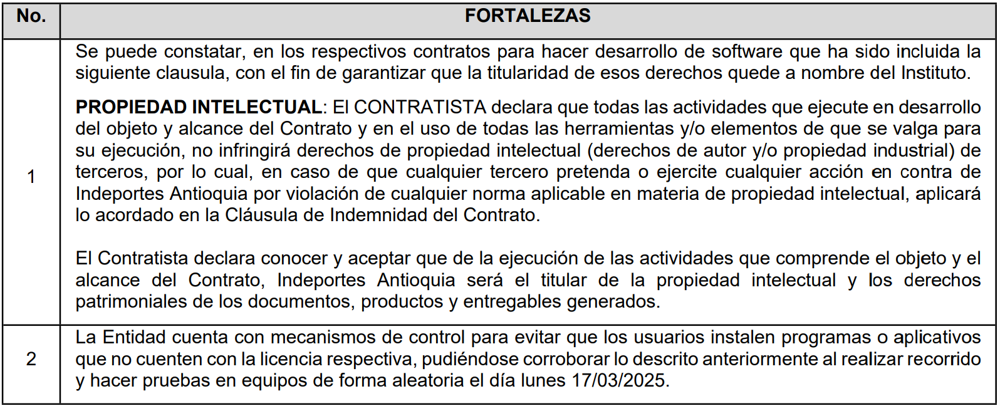 No.
FORTALEZAS
Se puede constatar, en los respectivos contratos para hacer desarrollo de software que ha sido incluida la
siguiente clausula, con el fin de garantizar que la titularidad de esos derechos quede a nombre del Instituto.
PROPIEDAD INTELECTUAL: El CONTRATISTA declara que todas las actividades que ejecute en desarrollo
del objeto y alcance del Contrato y en el uso de todas las herramientas y/o elementos de que se valga para
su ejecución, no infringirá derechos de propiedad intelectual (derechos de autor y/o propiedad industrial) de
terceros, por lo cual, en caso de que cualquier tercero pretenda o ejercite cualquier acción en contra de
1
Indeportes Antioquia por violación de cualquier norma aplicable en materia de propiedad intelectual, aplicará
lo acordado en la Cláusula de Indemnidad del Contrato.
El Contratista declara conocer y aceptar que de la ejecución de las actividades que comprende el objeto y el
alcance del Contrato, Indeportes Antioquia será el titular de la propiedad intelectual y los derechos
patrimoniales de los documentos, productos y entregables generados.
La Entidad cuenta con mecanismos de control para evitar que los usuarios instalen programas o aplicativos
2
que no cuenten con la licencia respectiva, pudiéndose corroborar lo descrito anteriormente al realizar recorrido
y hacer pruebas en equipos de forma aleatoria el día lunes 17/03/2025.